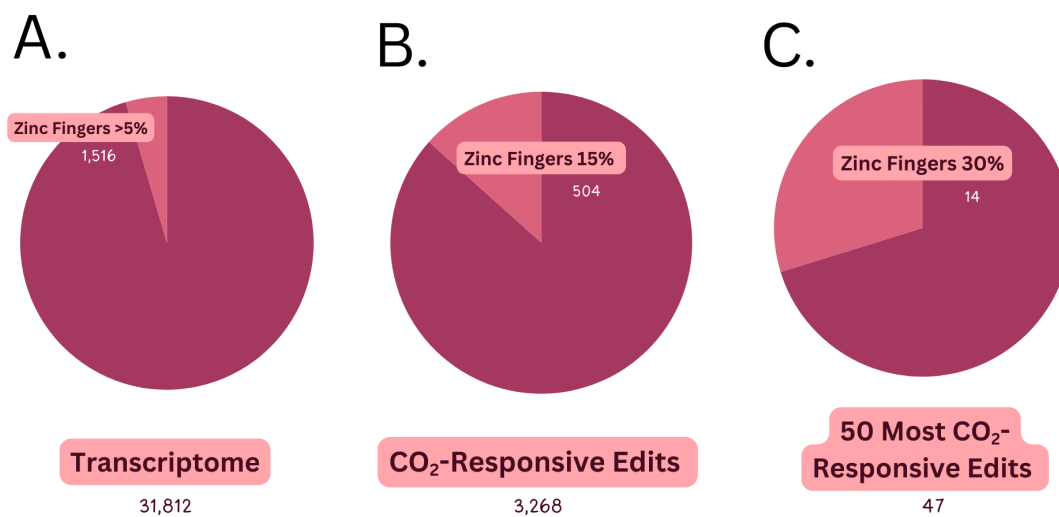 A.
Zinc Fingers >5%
1,516
Transcriptome
31,812
B.
Zinc Fingers 15%
504
CO₂-Responsive Edits
3,268
C.
Zinc Fingers 30%
14
50 Most CO₂-
Responsive Edits
47